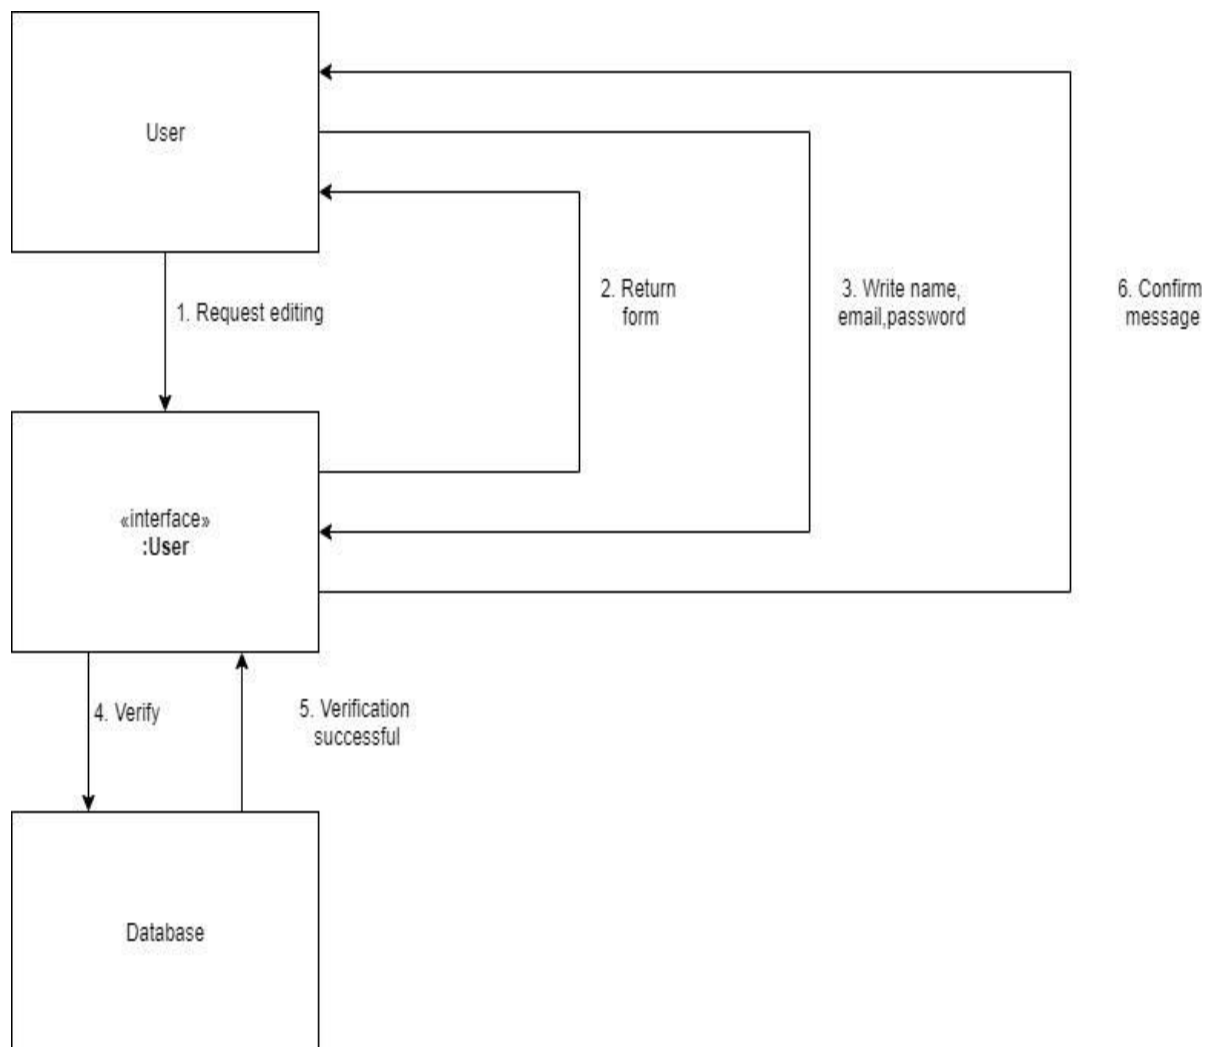 User
1. Request editing
2. Return
form
3. Write name,
email,password
6. Confirm
message
«interface»
:User
4. Verify
5. Verification
successful
Database